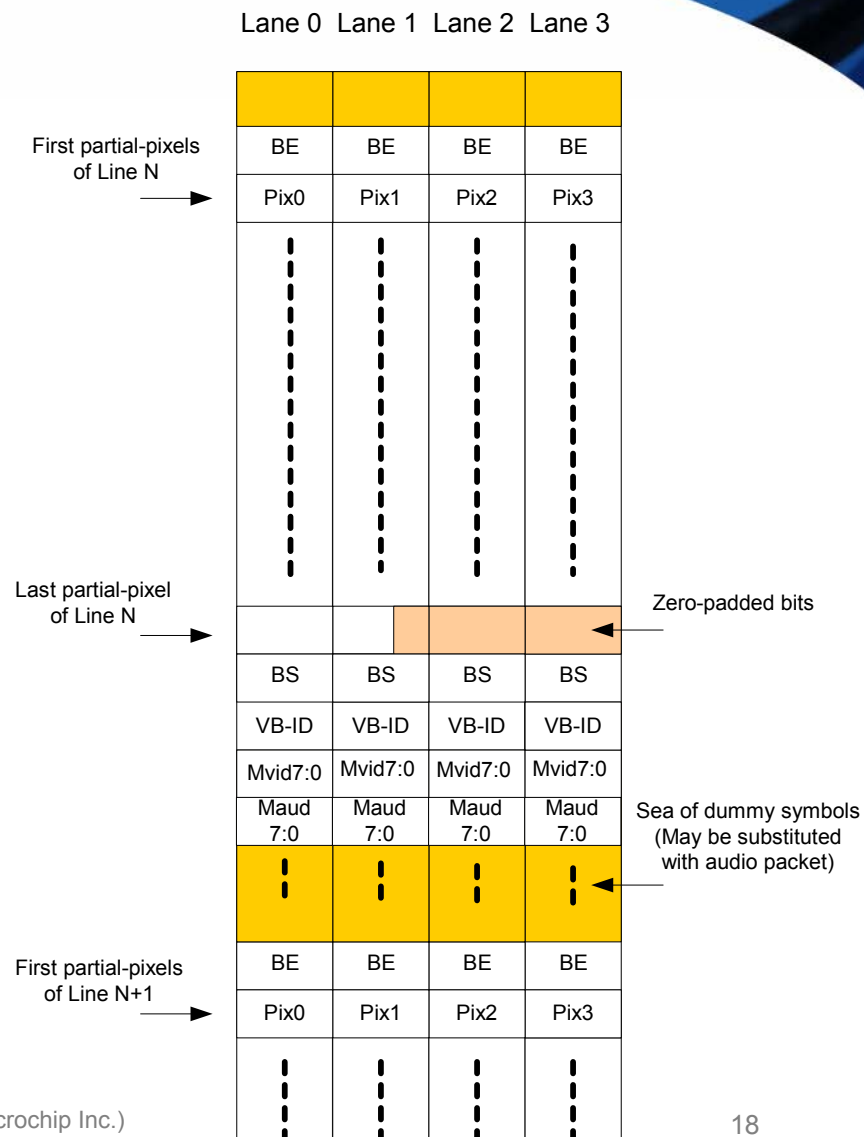 Lane 0 Lane 1 Lane 2 Lane 3
First partial-pixels
of Line N
BE BE BE BE
Pix0 Pix1 Pix2 Pix3
Last partial-pixel
of Line N
Zero-padded bits
BS BS BS BS
VB-ID VB-ID VB-ID VB-ID
Mvid7:0 Mvid7:0 Mvid7:0 Mvid7:0
Maud Maud Maud Maud
7:0 7:0 7:0 7:0
Sea of dummy symbols
(May be substituted
with audio packet)
First partial-pixels
of Line N+1
BE BE BE BE
Pix0 Pix1 Pix2 Pix3
crochip Inc.)
18